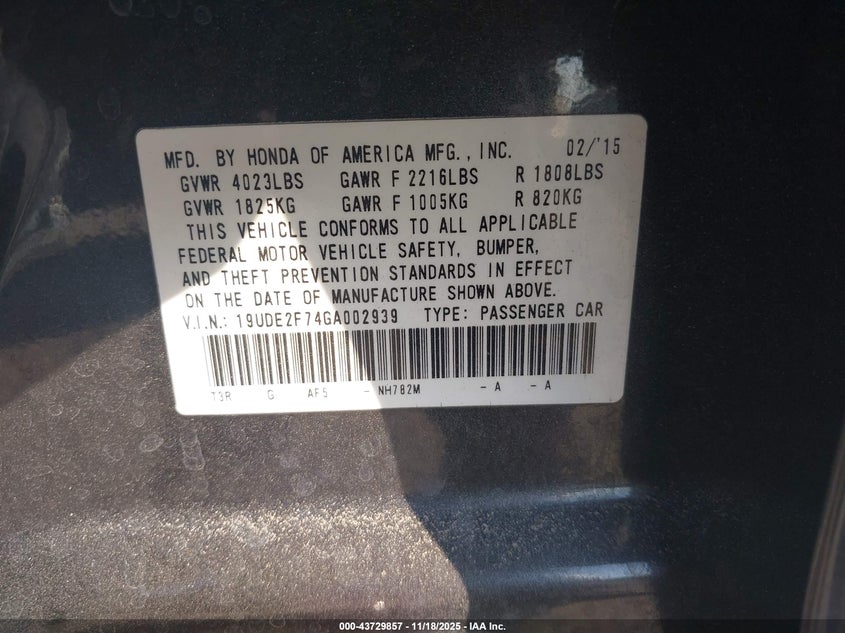 MFD. BY HONDA OF AMERICA MFG., INC. 02/'15
GVWR 4023LBS GAWR F 2216LBS R 1808LBS
GVWR 1825KG GAWR F 1005KG R 820KG
THIS VEHICLE CONFORMS TO ALL APPLICABLE
FEDERAL MOTOR VEHICLE SAFETY, BUMPER,
AND THEFT PREVENTION STANDARDS IN EFFECT
ON THE DATE OF MANUFACTURE SHOWN ABOVE.
V.I.N.: 19UDE2F74GA002939 TYPE: PASSENGER CAR
T3R G AF5 - NH782M - A - A
000-43729857 | 11/18/2025 - IAA Inc.